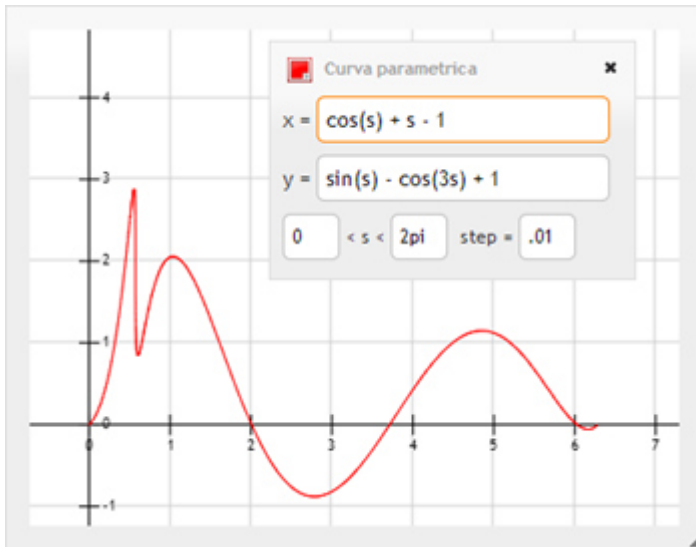 Curva parametrica
x = cos(s) + s - 1
y = sin(s) - cos(3s) + 1
0 < s < 2pi step = .01
4
3
2
1
0
-1
0 1 2 3 4 5 6 7